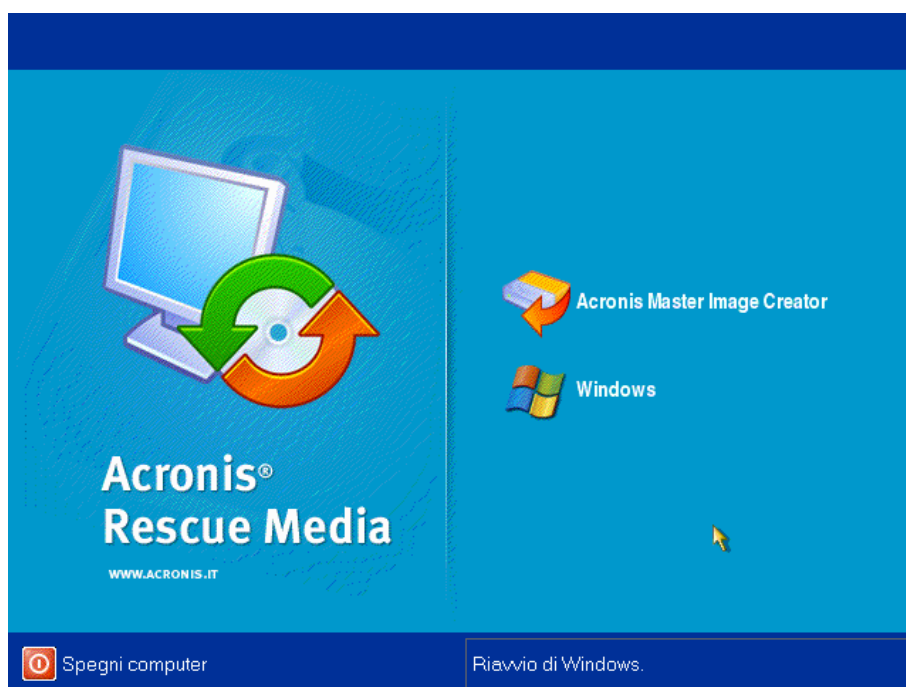 Acronis Master Image Creator
Windows
Acronis®
Rescue Media
WWW.ACRONIS.IT
Spegni computer
Riavvio di Windows.